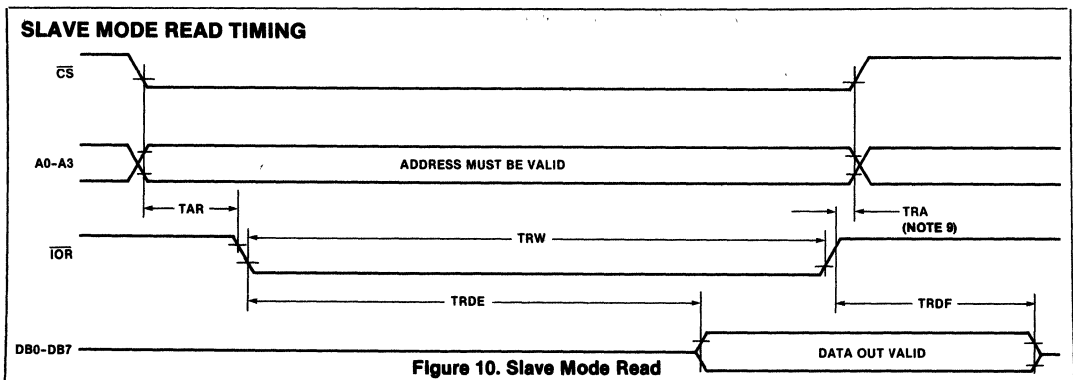 SLAVE MODE READ TIMING
CS
A0-A3
ADDRESS MUST BE VALID
TAR
TRA
(NOTE 9)
IOR
TRW
TRDE
TRDF
DB0-DB7
DATA OUT VALID
Figure 10. Slave Mode Read